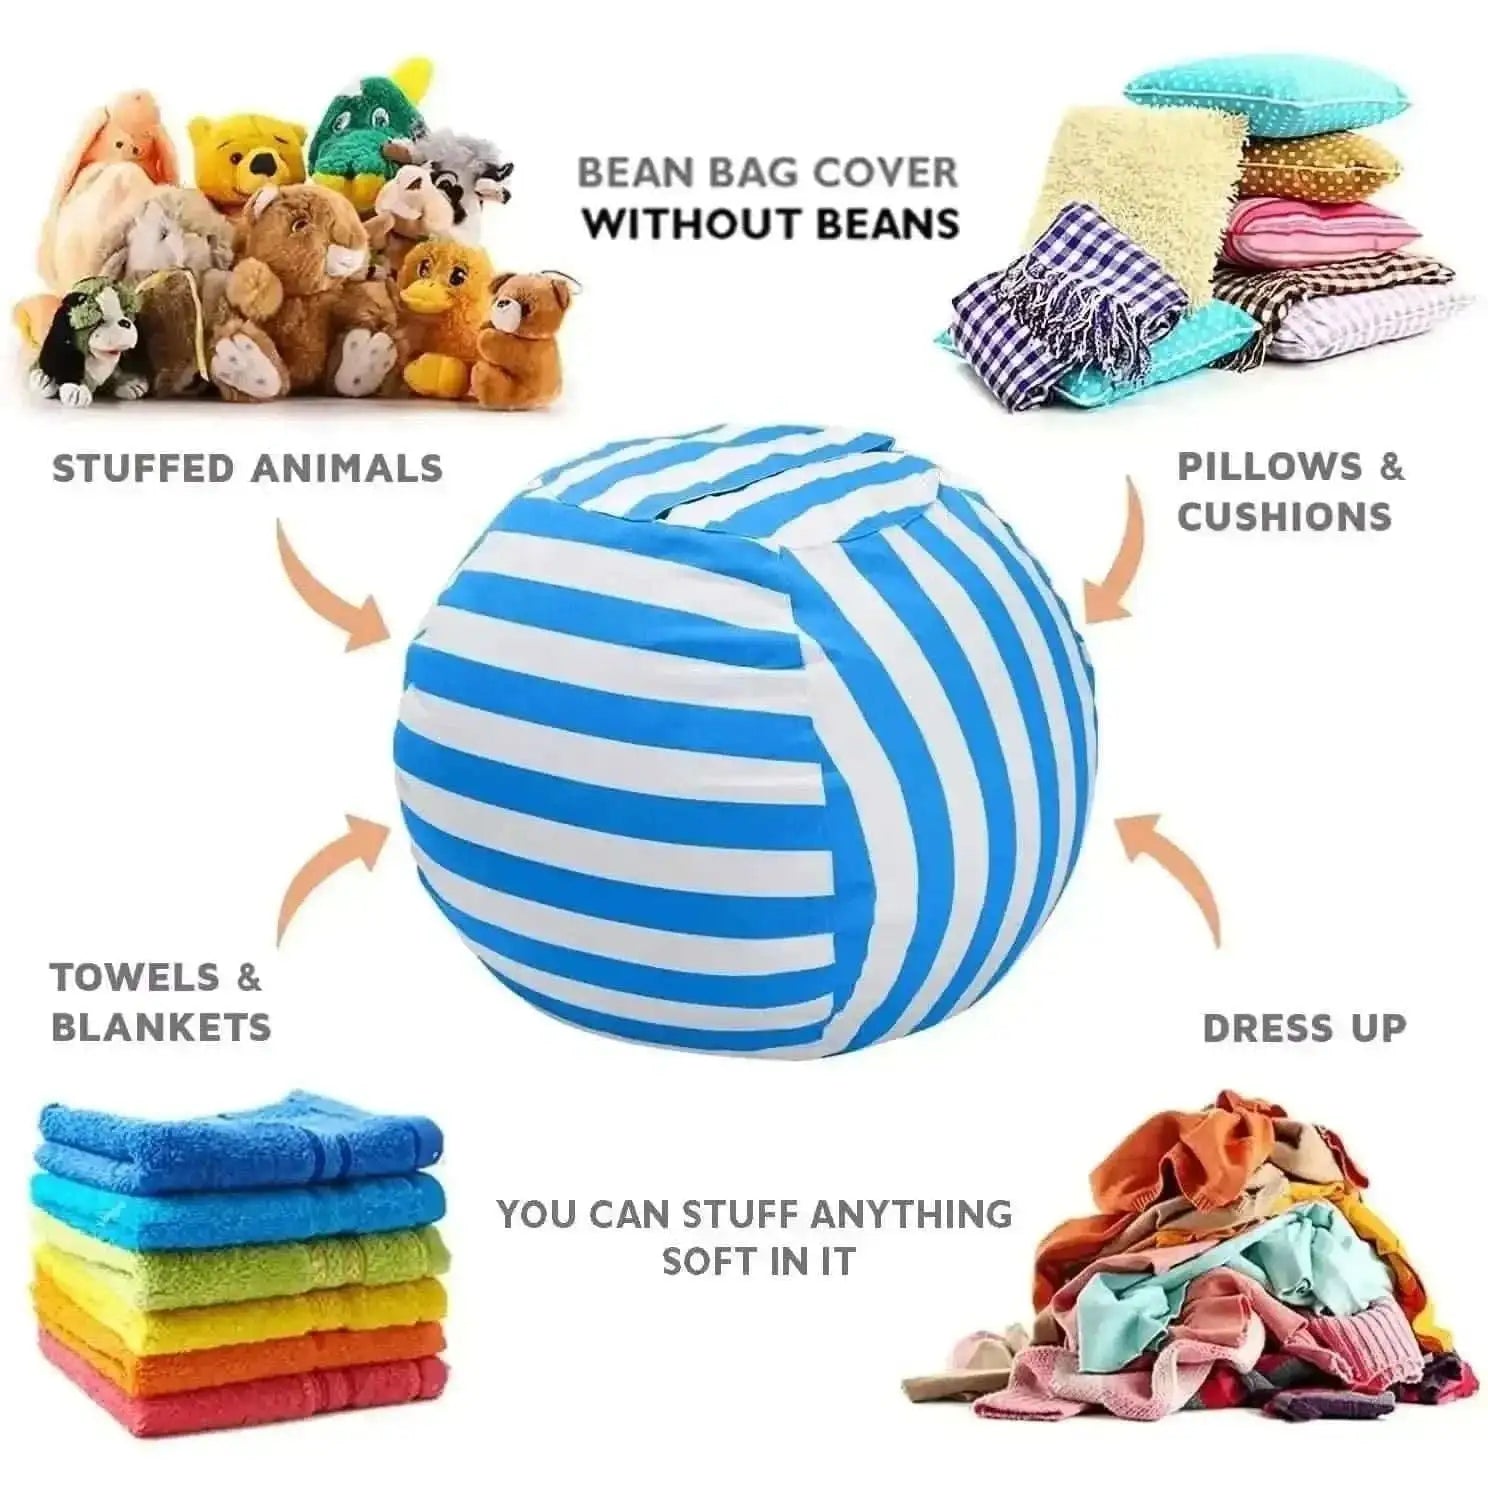 BEAN BAG COVER
WITHOUT BEANS
STUFFED ANIMALS
PILLOWS &
CUSHIONS
TOWELS &
BLANKETS
DRESS UP
YOU CAN STUFF ANYTHING
SOFT IN IT